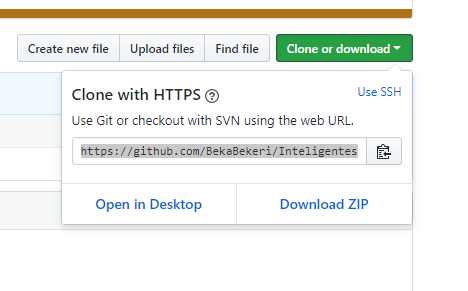 Create new file Upload files Find file Clone or download
Clone with HTTPS ? Use SSH
Use Git or checkout with SVN using the web URL.
https://github.com/BekaBekeri/Inteligentes
Open in Desktop Download ZIP